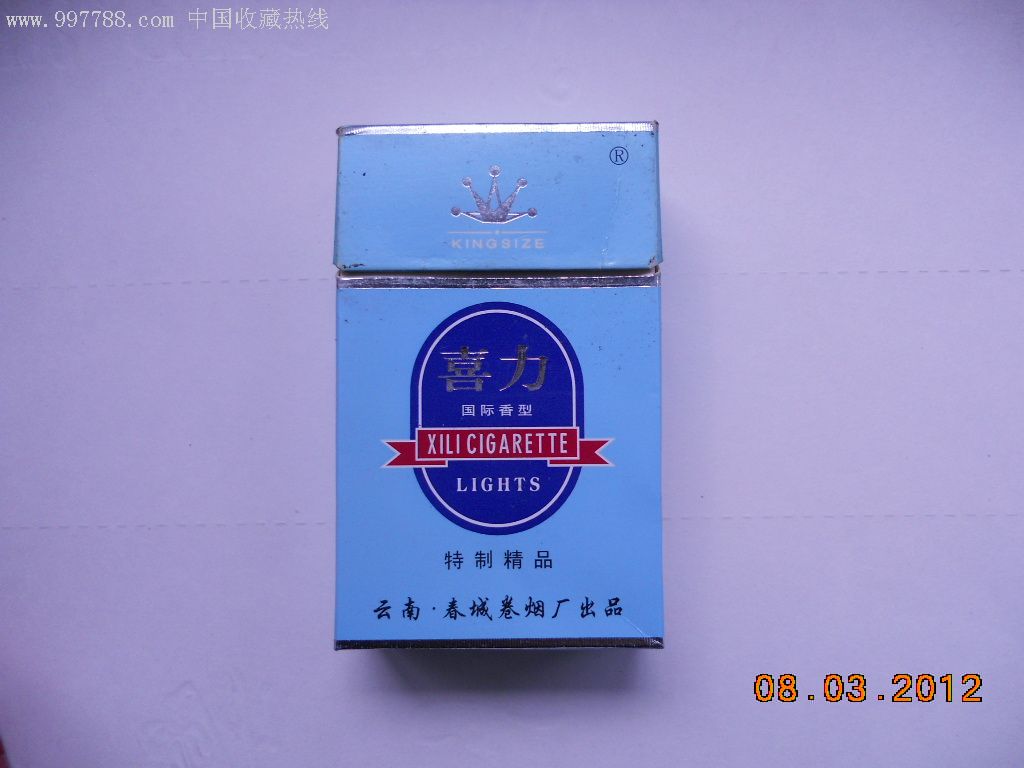 www.997788.com 中国收藏热线
®
KINGSIZE
喜力
国际香型
XILI CIGARETTE
LIGHTS
特制精品
云南·春城卷烟厂出品
08.03.2012